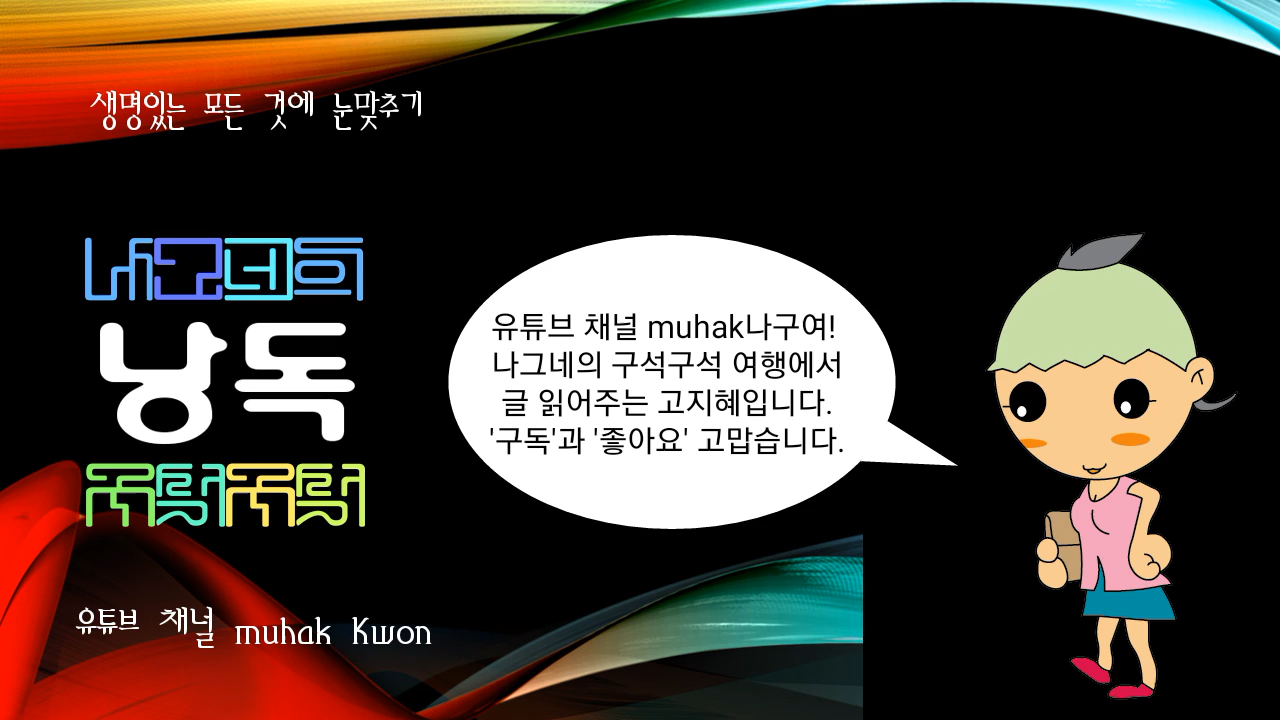 생명있는 모든 것에 눈맞추기
나그네의
낭독
구석구석
유튜브 채널 muhak나구여!
나그네의 구석구석 여행에서
글 읽어주는 고지혜입니다.
'구독'과 '좋아요' 고맙습니다.
유튜브 채널 muhak Kwon